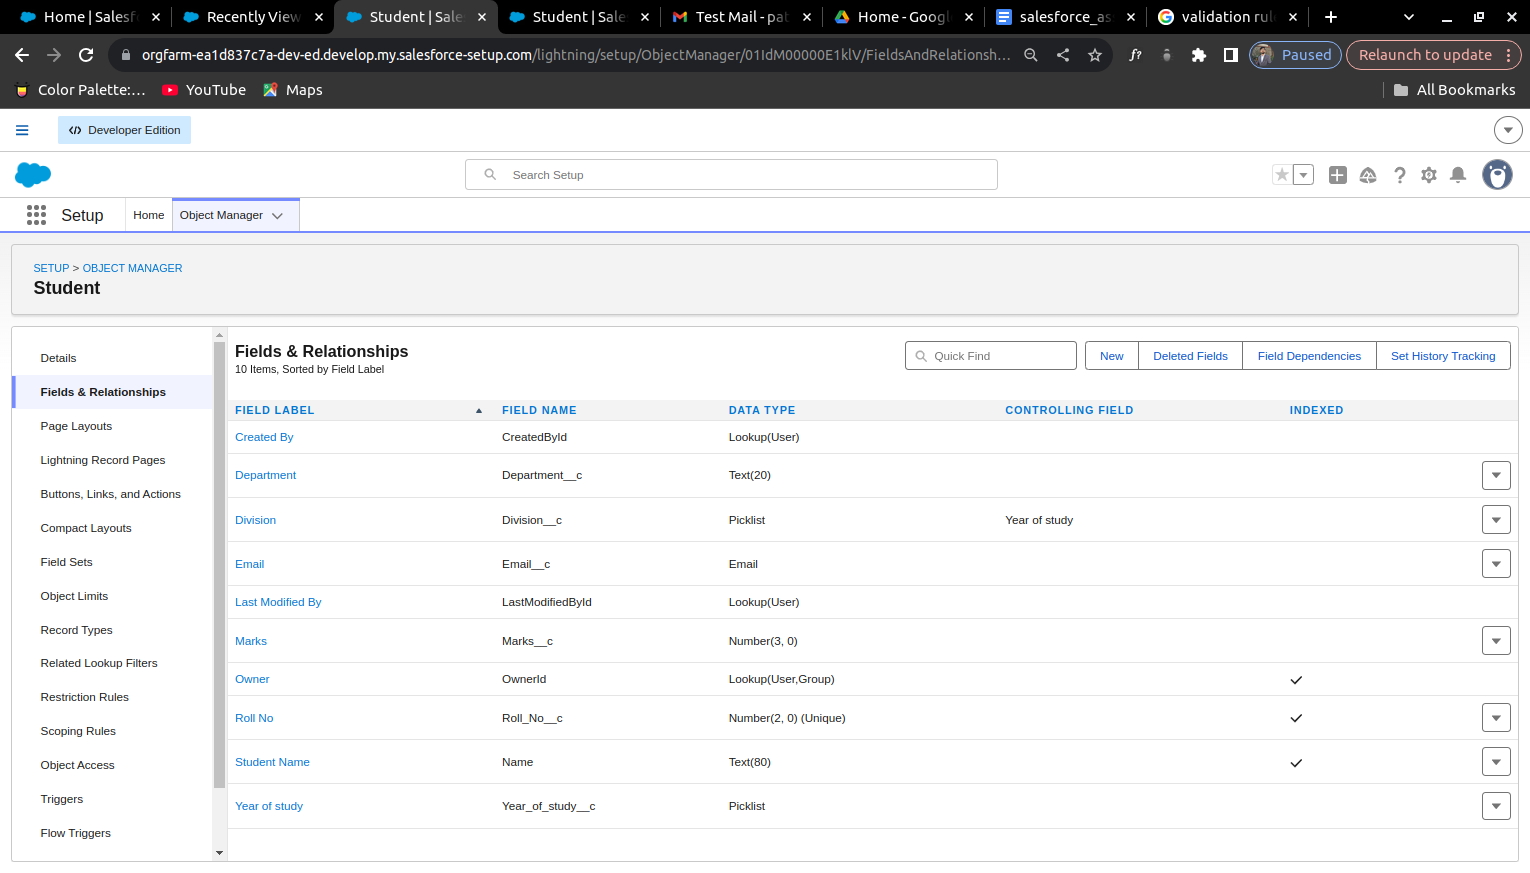 Home | Salesf
Recently View
Student | Sale
Student | Sale
Test Mail - pat
Home - Googl
salesforce_as
validation rul
orgfarm-ea1d837c7a-dev-ed.develop.my.salesforce-setup.com/lightning/setup/ObjectManager/01IdM00000E1klV/FieldsAndRelationsh...
Paused
Relaunch to update
Color Palette:...
YouTube
Maps
All Bookmarks
Developer Edition
Search Setup
Setup
Home
Object Manager
SETUP > OBJECT MANAGER
Student
Details
Fields & Relationships
Page Layouts
Lightning Record Pages
Buttons, Links, and Actions
Compact Layouts
Field Sets
Object Limits
Record Types
Related Lookup Filters
Restriction Rules
Scoping Rules
Object Access
Triggers
Flow Triggers
Fields & Relationships
10 Items, Sorted by Field Label
Quick Find
New
Deleted Fields
Field Dependencies
Set History Tracking
FIELD LABEL FIELD NAME DATA TYPE CONTROLLING FIELD INDEXED
Created By CreatedById Lookup(User)
Department Department__c Text(20)
Division Division__c Picklist Year of study
Email Email__c Email
Last Modified By LastModifiedById Lookup(User)
Marks Marks__c Number(3, 0)
Owner OwnerId Lookup(User,Group)
Roll No Roll_No__c Number(2, 0) (Unique)
Student Name Name Text(80)
Year of study Year_of_study__c Picklist